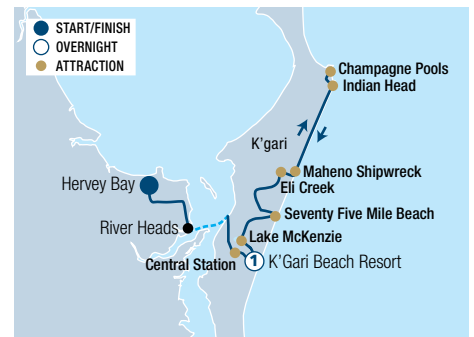 START/FINISH
OVERNIGHT
ATTRACTION
Champagne Pools
Indian Head
K'gari
Maheno Shipwreck
Eli Creek
Hervey Bay
Seventy Five Mile Beach
River Heads
Lake McKenzie
Central Station
1
K'Gari Beach Resort